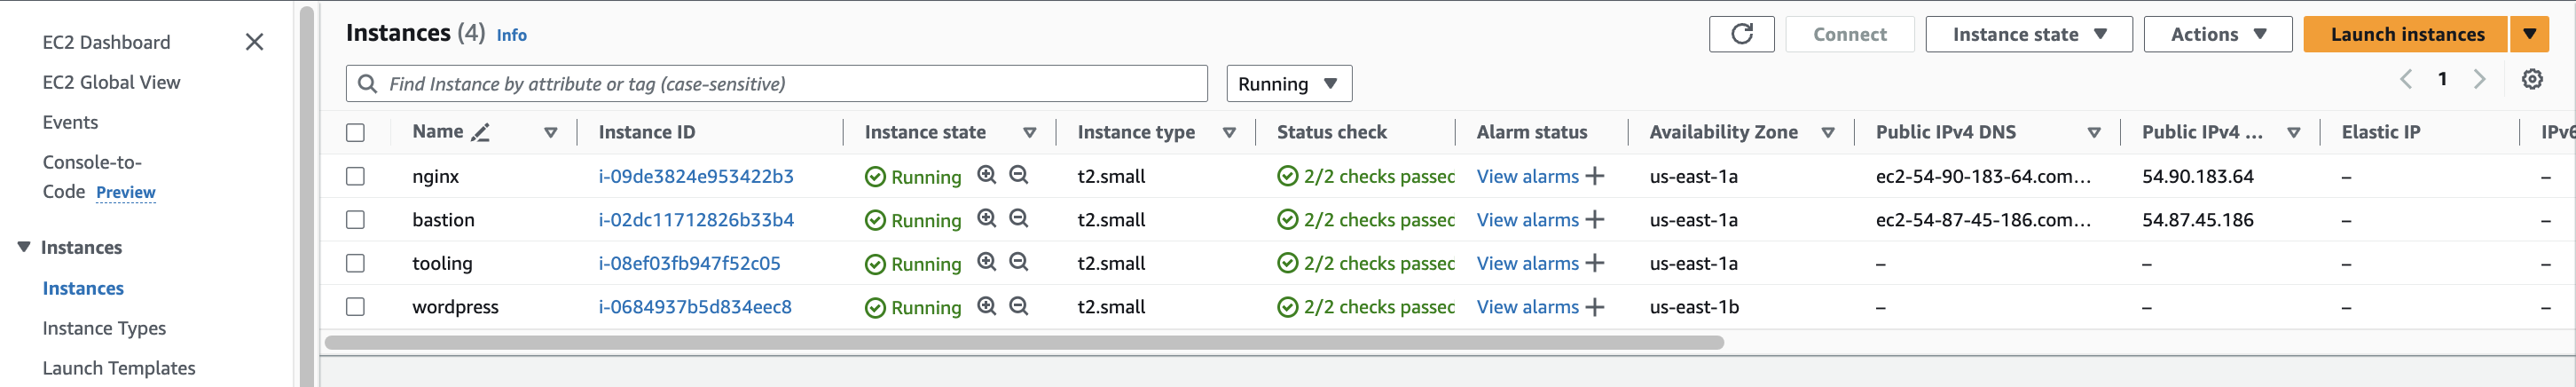 EC2 Dashboard
EC2 Global View
Events
Console-to-
Code Preview
Instances
Instances
Instance Types
Launch Templates
Instances (4) Info
Connect Instance state Actions Launch instances
Find Instance by attribute or tag (case-sensitive) Running 1
Name Instance ID Instance state Instance type Status check Alarm status Availability Zone Public IPv4 DNS Public IPv4 ... Elastic IP IPv6
nginx i-09de3824e953422b3 Running t2.small 2/2 checks passed View alarms + us-east-1a ec2-54-90-183-64.com... 54.90.183.64 – –
bastion i-02dc11712826b33b4 Running t2.small 2/2 checks passed View alarms + us-east-1a ec2-54-87-45-186.com... 54.87.45.186 – –
tooling i-08ef03fb947f52c05 Running t2.small 2/2 checks passed View alarms + us-east-1a – – – –
wordpress i-0684937b5d834eec8 Running t2.small 2/2 checks passed View alarms + us-east-1b – – – –